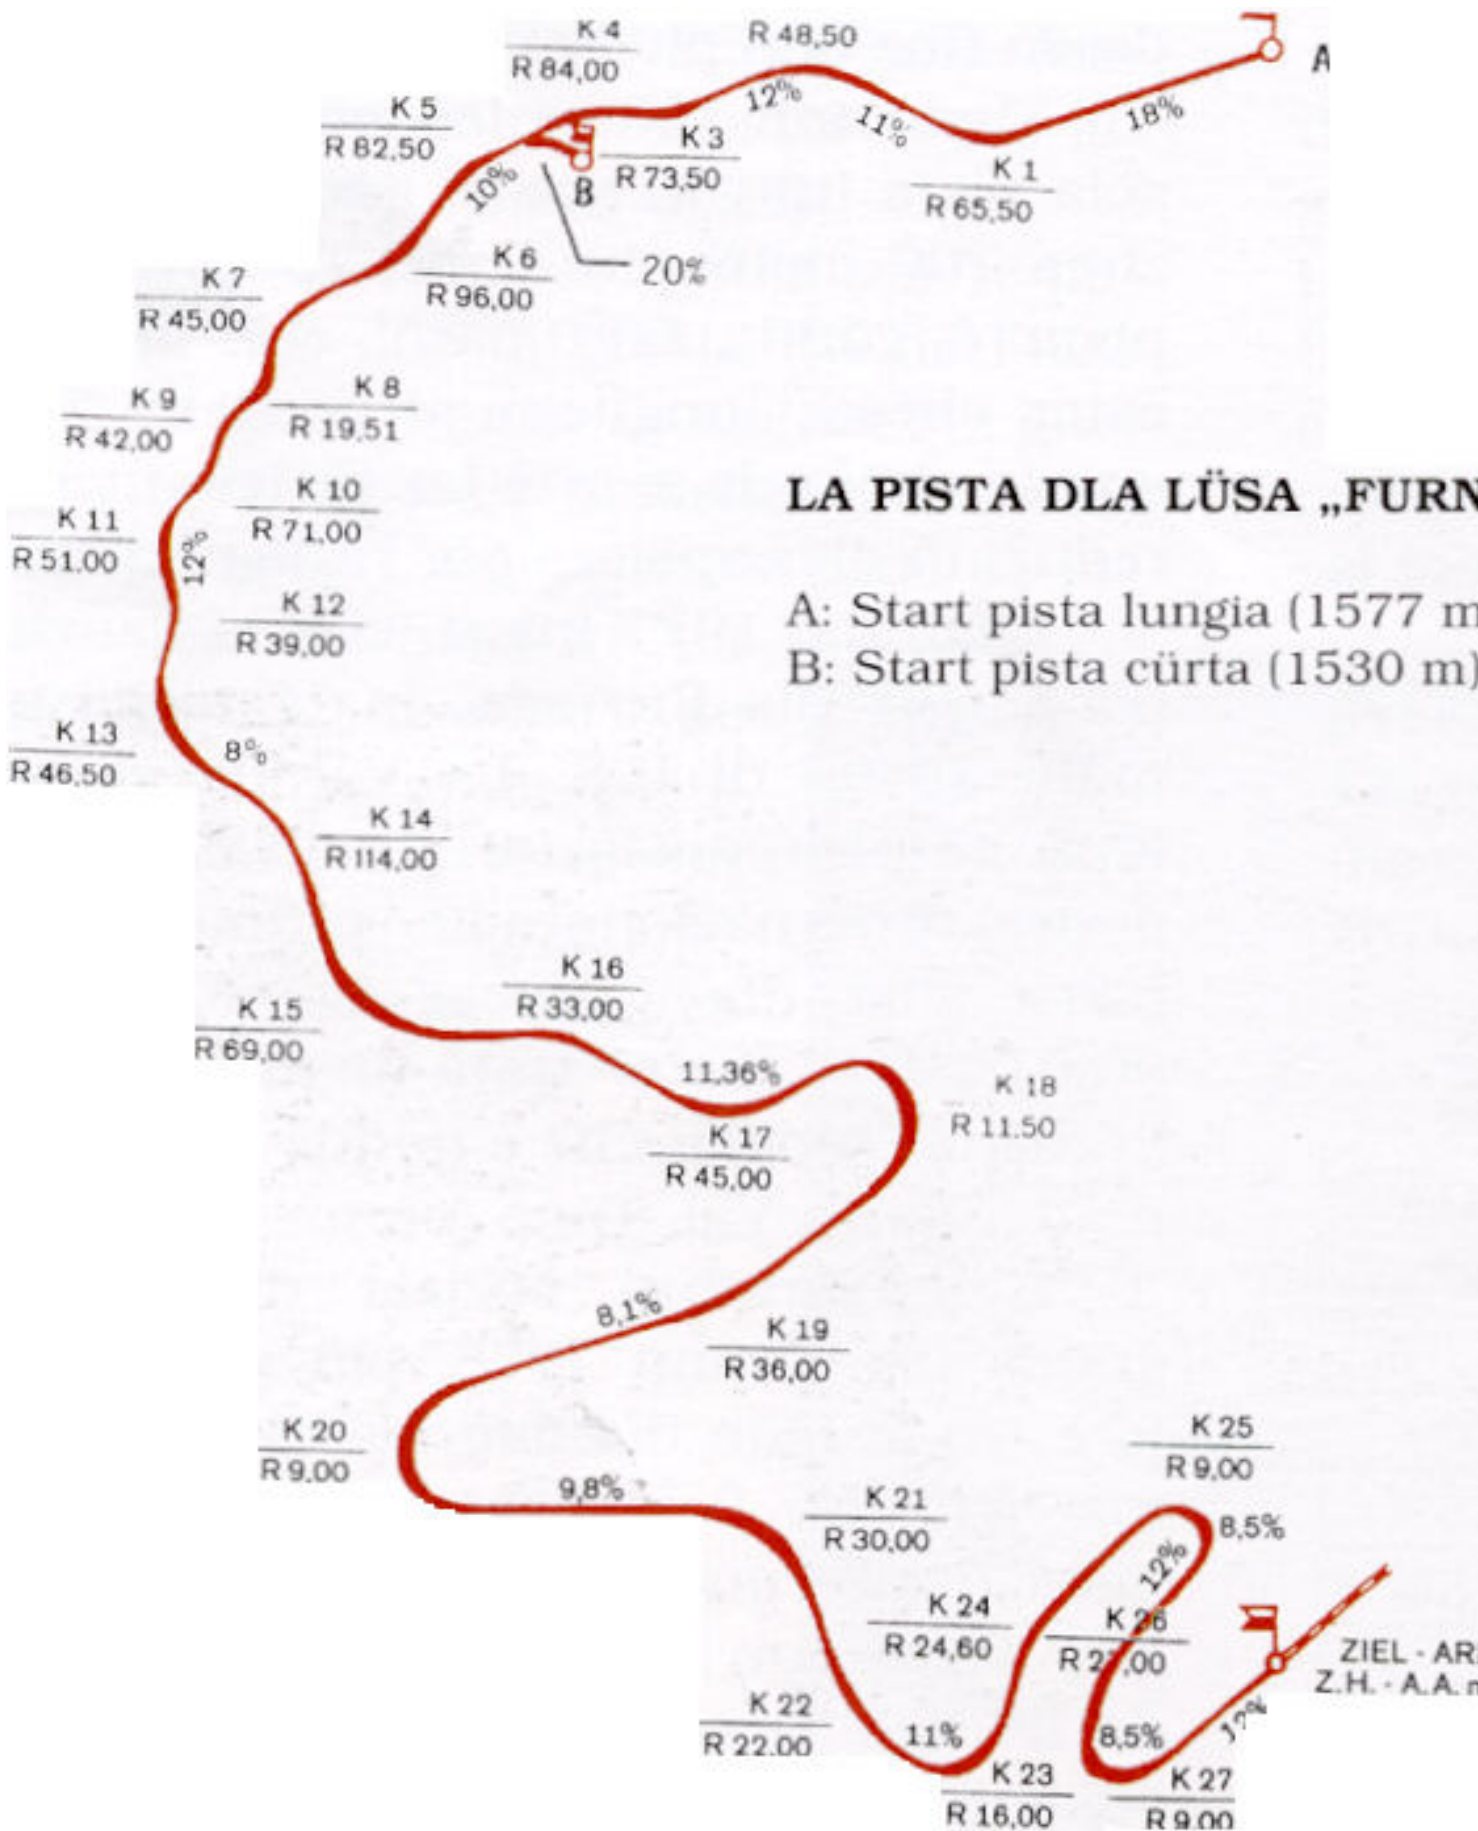 K 4
R 84,00
R 48,50
A
K 5
R 82,50
12%
11%
18%
K 3
R 73,50
K 1
R 65,50
10%
B
20%
K 6
R 96,00
K 7
R 45,00
K 8
R 19,51
K 9
R 42,00
K 10
R 71,00
K 11
R 51,00
12%
LA PISTA DLA LÜSA „FURN
A: Start pista lungia (1577 m
B: Start pista cürta (1530 m)
K 12
R 39,00
K 13
R 46,50
8%
K 14
R 114,00
K 16
R 33,00
K 15
R 69,00
11,36%
K 18
R 11.50
K 17
R 45,00
8,1%
K 19
R 36,00
K 20
R 9,00
9,8%
K 25
R 9,00
K 21
R 30,00
8,5%
12%
K 24
R 24,60
K 26
ZIEL - AR
Z.H. - A.A.
K 22
R 22.00
11%
8,5%
12%
K 23
R 16,00
K 27
R 9,00